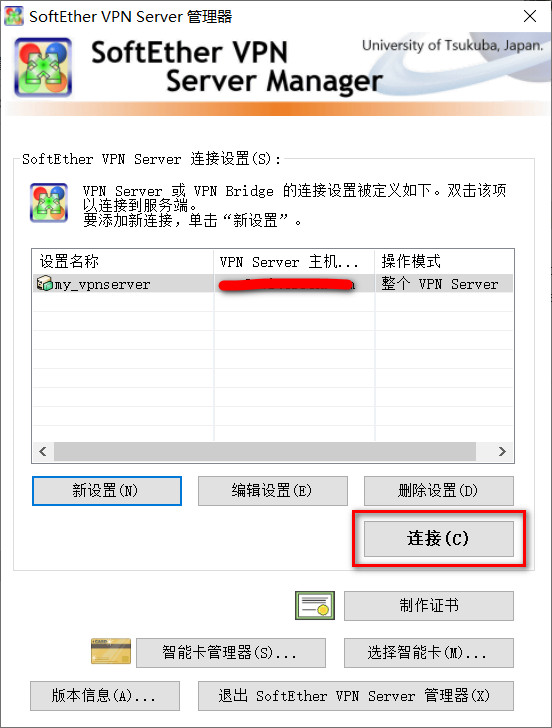 SoftEther VPN Server 管理器
SoftEther VPN
Server Manager
University of Tsukuba, Japan.
SoftEther VPN Server 连接设置(S):
VPN Server 或 VPN Bridge 的连接设置被定义如下。双击该项
以连接到服务端。
要添加新连接，单击“新设置”。
设置名称 VPN Server 主机... 操作模式
my_vpnserver 整个 VPN Server
新设置(N) 编辑设置(E) 删除设置(D)
连接(C)
制作证书
智能卡管理器(S)... 选择智能卡(M)...
版本信息(A)... 退出 SoftEther VPN Server 管理器(X)